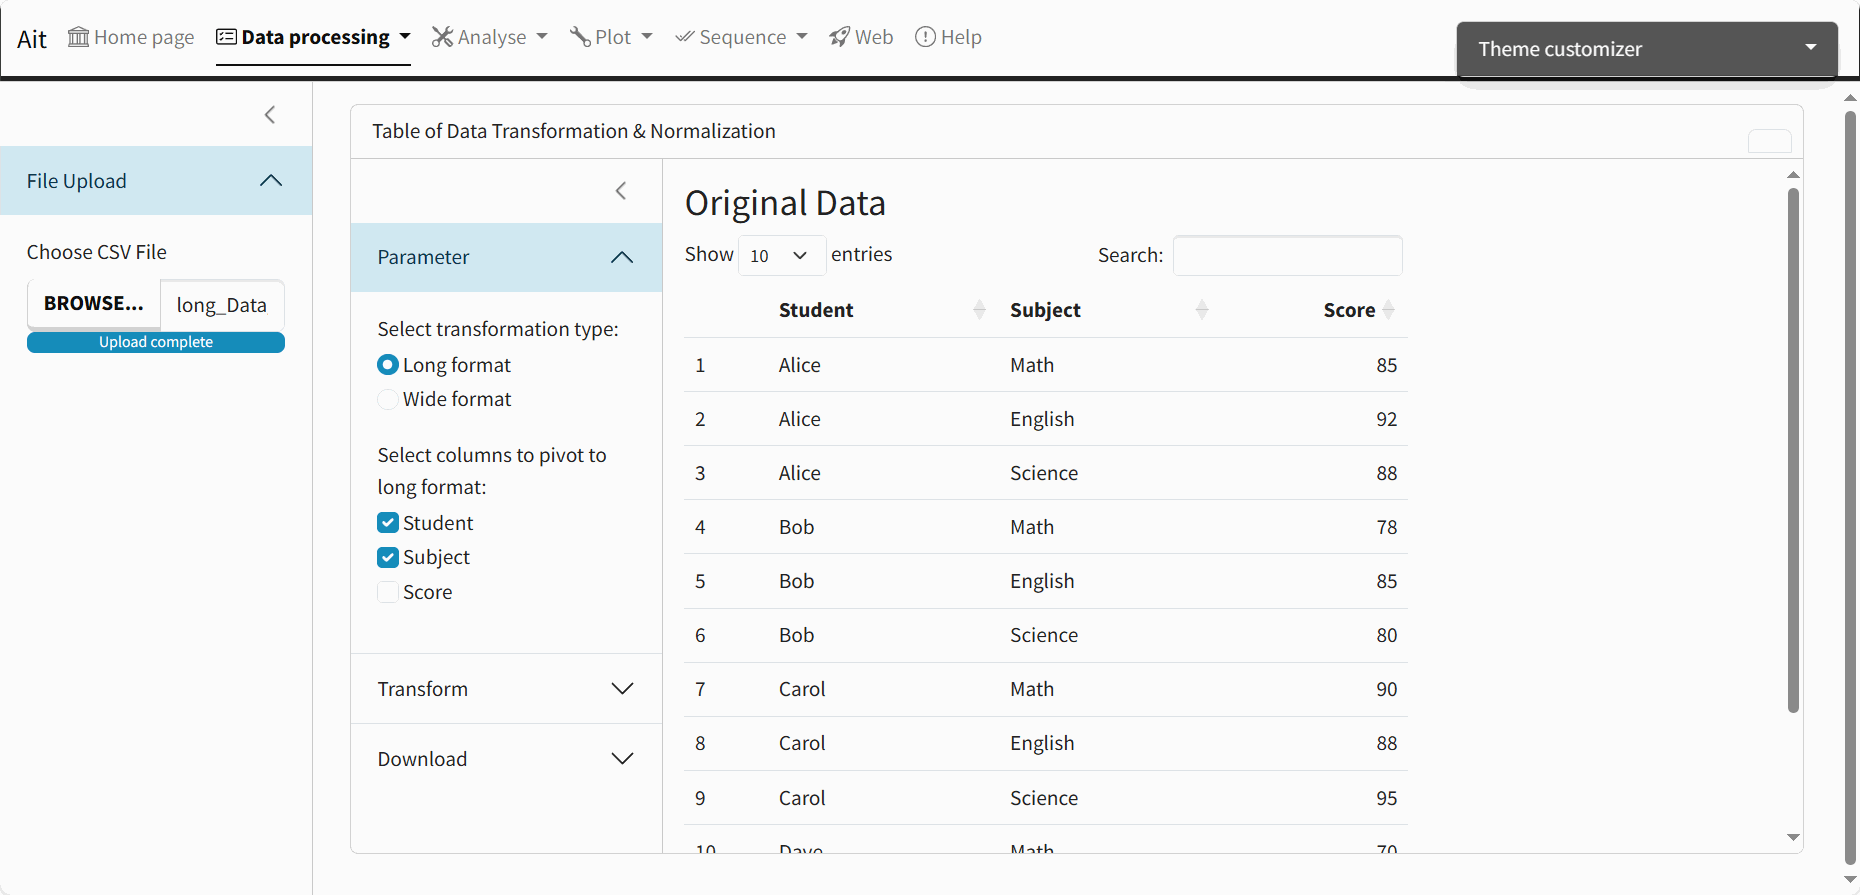 Ait Home page Data processing Analyse Plot Sequence Web Help Theme customizer
File Upload
Choose CSV File
BROWSE... long_Data
Upload complete
Table of Data Transformation & Normalization
Parameter
Select transformation type:
Long format
Wide format
Select columns to pivot to
long format:
Student
Subject
Score
Transform
Download
Original Data
Show 10 entries Search:
Student Subject Score
1 Alice Math 85
2 Alice English 92
3 Alice Science 88
4 Bob Math 78
5 Bob English 85
6 Bob Science 80
7 Carol Math 90
8 Carol English 88
9 Carol Science 95
10 Dave Math 70